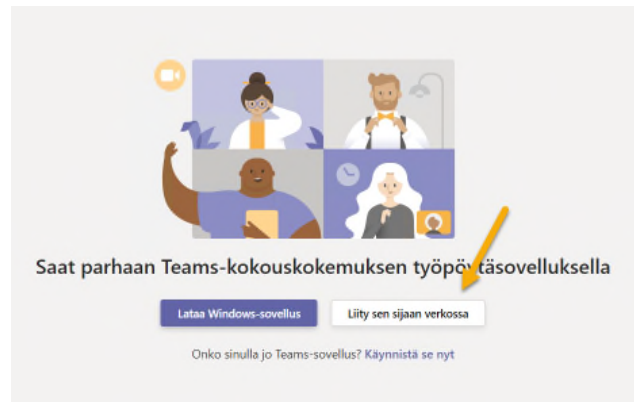 Saat parhaan Teams-kokouskokemuksen työpöytäsovelluksella
Lataa Windows-sovellus
Liity sen sijaan verkossa
Onko sinulla jo Teams-sovellus? Käynnistä se nyt